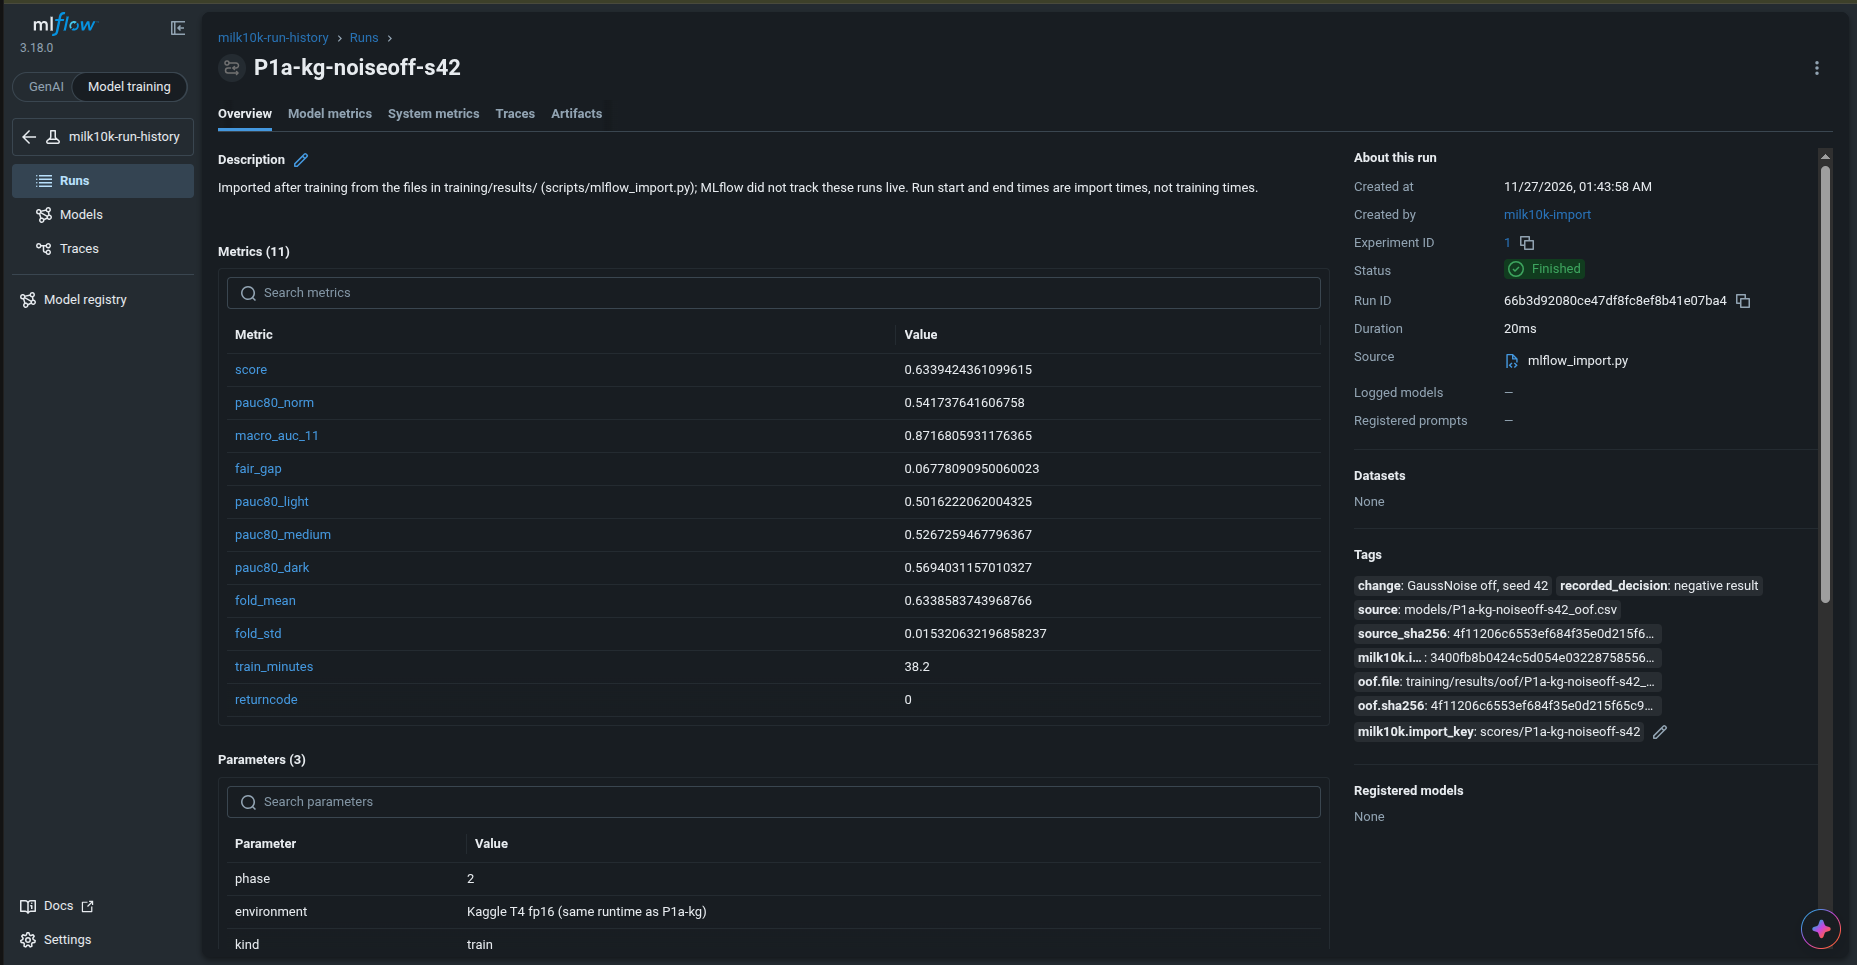 mlflow
3.18.0
GenAI Model training
milk10k-run-history
Runs
Models
Traces
Model registry
Docs
Settings
milk10k-run-history › Runs ›
P1a-kg-noiseoff-s42
Overview Model metrics System metrics Traces Artifacts
Description
Imported after training from the files in training/results/ (scripts/mlflow_import.py); MLflow did not track these runs live. Run start and end times are import times, not training times.
Metrics (11)
Search metrics
Metric Value
score 0.6339424361099615
pauc80_norm 0.541737641606758
macro_auc_11 0.8716805931176365
fair_gap 0.06778090950060023
pauc80_light 0.5016222062004325
pauc80_medium 0.5267259467796367
pauc80_dark 0.5694031157010327
fold_mean 0.6338583743968766
fold_std 0.015320632196858237
train_minutes 38.2
returncode 0
Parameters (3)
Search parameters
Parameter Value
phase 2
environment Kaggle T4 fp16 (same runtime as P1a-kg)
kind train
About this run
Created at 11/27/2026, 01:43:58 AM
Created by milk10k-import
Experiment ID 1
Status Finished
Run ID 66b3d92080ce47df8fc8ef8b41e07ba4
Duration 20ms
Source mlflow_import.py
Logged models —
Registered prompts —
Datasets
None
Tags
change: GaussNoise off, seed 42 recorded_decision: negative result
source: models/P1a-kg-noiseoff-s42_oof.csv
source_sha256: 4f11206c6553ef684f35e0d215f6…
milk10k.i… : 3400fb8b0424c5d054e03228758556…
oof.file: training/results/oof/P1a-kg-noiseoff-s42_…
oof.sha256: 4f11206c6553ef684f35e0d215f65c9…
milk10k.import_key: scores/P1a-kg-noiseoff-s42
Registered models
None